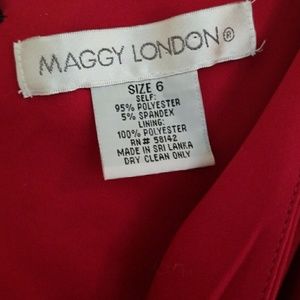 MAGGY LONDON®
SIZE 6
SELF:
95% POLYESTER
5% SPANDEX
LINING:
100% POLYESTER
RN# 58142
MADE IN SRI LANKA
DRY CLEAN ONLY